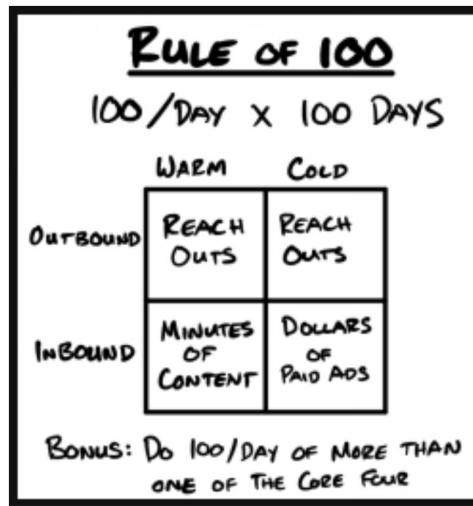 RULE OF 100
100/DAY X 100 DAYS
WARM COLD
OUTBOUND REACH OUTS REACH OUTS
INBOUND MINUTES OF CONTENT DOLLARS OF PAID ADS
BONUS: DO 100/DAY OF MORE THAN
ONE OF THE CORE FOUR